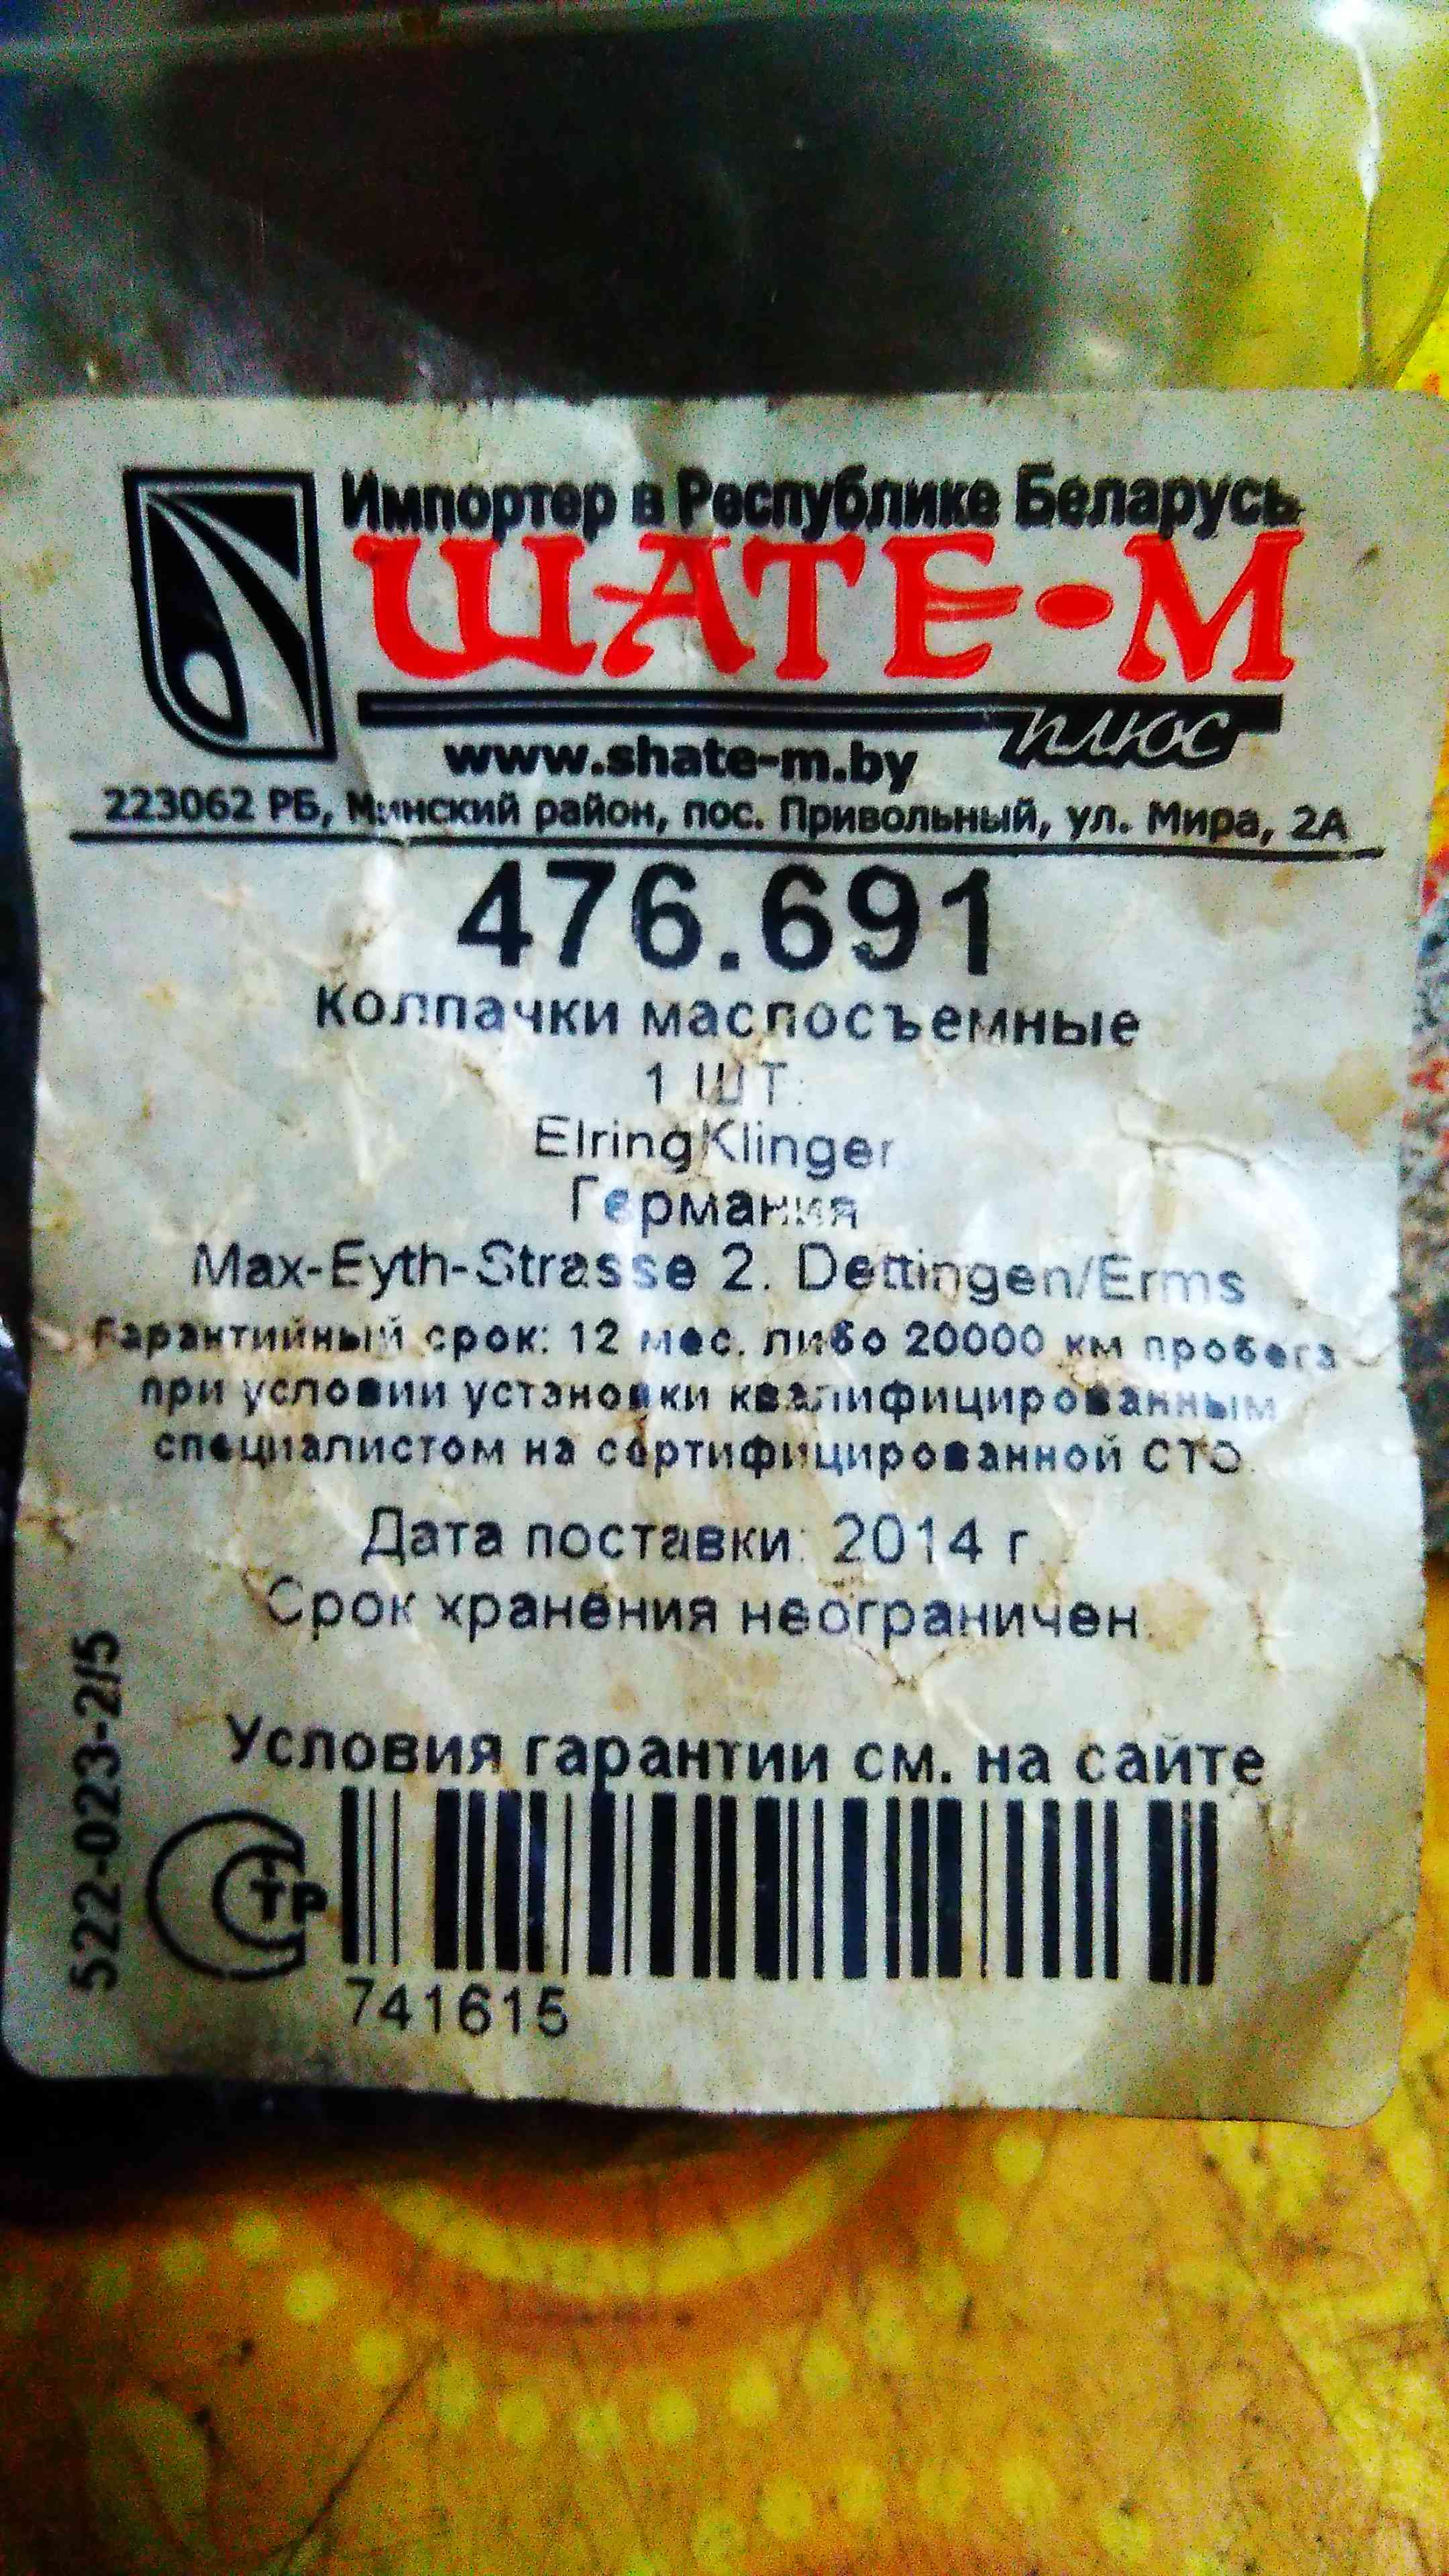 Импортер в Республике Беларусь
ШАТЕ-М
плюс
www.shate-m.by
223062 РБ, Минский район, пос. Привольный, ул. Мира, 2А
476.691
Колпачки маслосъемные
1 ШТ.
ElringKlinger
Германия
Max-Eyth-Strasse 2. Dettingen/Erms
Гарантийный срок: 12 мес. либо 20000 км пробега
при условии установки квалифицированным
специалистом на сертифицированной СТО.
Дата поставки: 2014 г.
Срок хранения неограничен.
522-023-2/5
Условия гарантии см. на сайте
СТР
741615